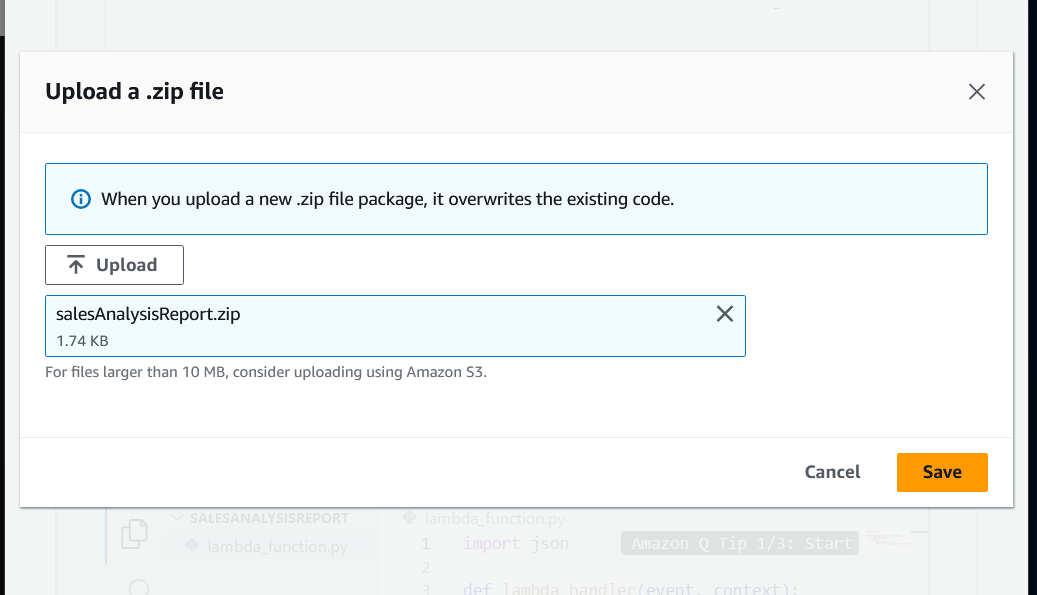 Upload a .zip file
When you upload a new .zip file package, it overwrites the existing code.
Upload
salesAnalysisReport.zip
1.74 KB
For files larger than 10 MB, consider uploading using Amazon S3.
Cancel
Save
SALESANALYSISREPORT
lambda_function.py
lambda_function.py
1 import json
Amazon Q Tip 1/3: Start
2
3 def lambda_handler(event, context):